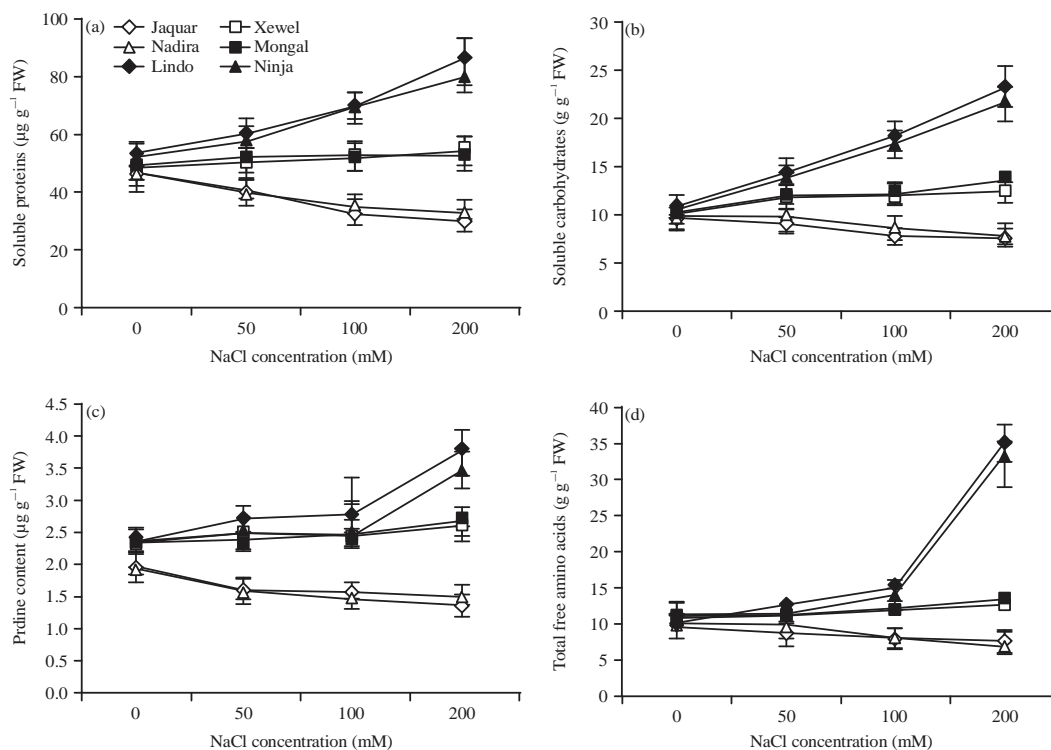 (a)
Jaquar
Xewel
Nadira
Mongal
Lindo
Ninja
Soluble proteins (µg g⁻¹ FW)
100
80
60
40
20
0
0 50 100 200
NaCl concentration (mM)
(b)
Soluble carbohydrates (g g⁻¹ FW)
30
25
20
15
10
5
0
0 50 100 200
NaCl concentration (mM)
(c)
Prdine content (µg g⁻¹ FW)
4.5
4.0
3.5
3.0
2.5
2.0
1.5
1.0
0.5
0.0
0 50 100 200
NaCl concentration (mM)
(d)
Total free amino acids (g g⁻¹ FW)
40
35
30
25
20
15
10
5
0
0 50 100 200
NaCl concentration (mM)